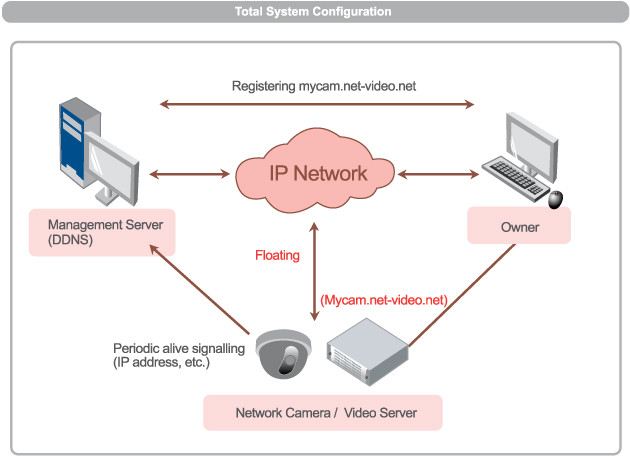 Total System Configuration
Registering mycam.net-video.net
IP Network
Management Server
(DDNS)
Owner
Floating
(Mycam.net-video.net)
Periodic alive signalling
(IP address, etc.)
Network Camera / Video Server